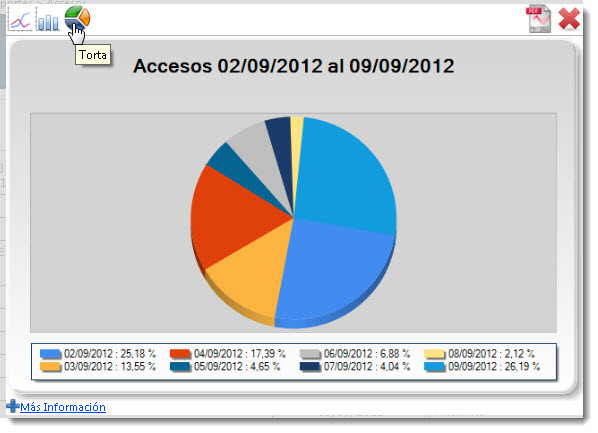 Torta
Accesos 02/09/2012 al 09/09/2012
02/09/2012 : 25,18 % 04/09/2012 : 17,39 % 06/09/2012 : 6,88 % 08/09/2012 : 2,12 %
03/09/2012 : 13,55 % 05/09/2012 : 4,65 % 07/09/2012 : 4,04 % 09/09/2012 : 26,19 %
Más Información